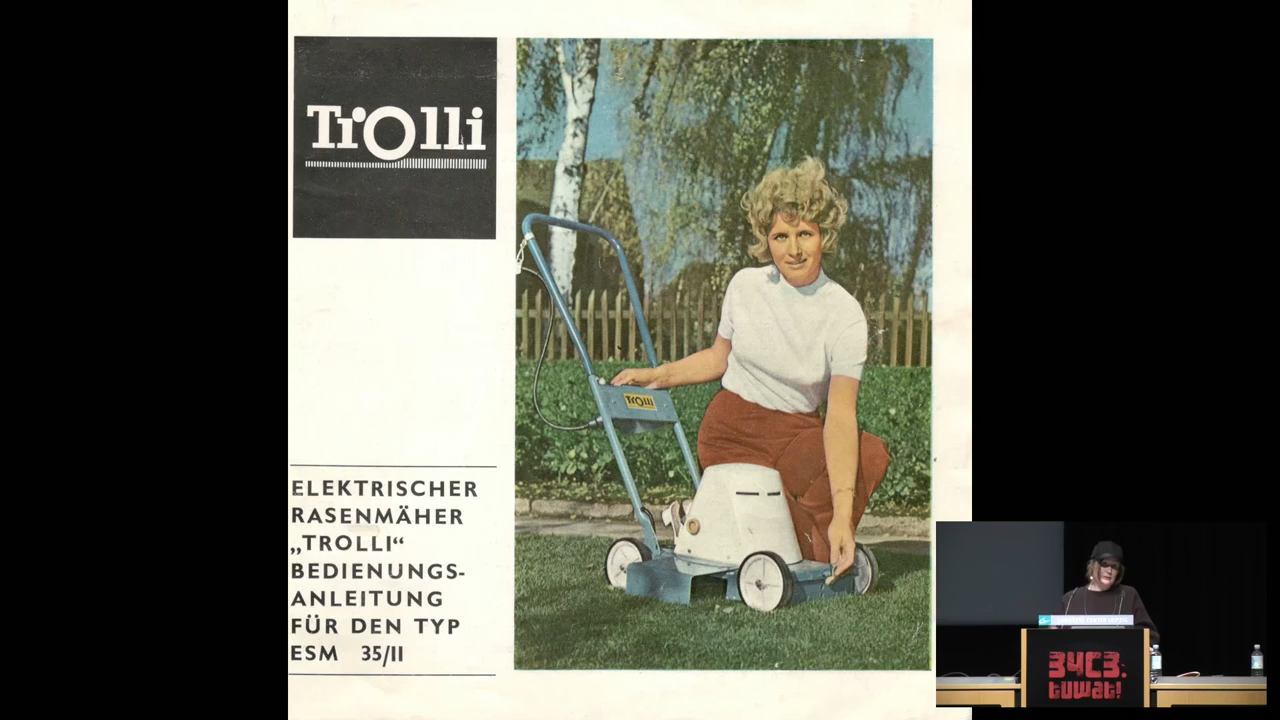 Trolli
ELEKTRISCHER
RASENMÄHER
„TROLLI“
BEDIENUNGS-
ANLEITUNG
FÜR DEN TYP
ESM 35/II
Trolli
34C3.
tuwat!